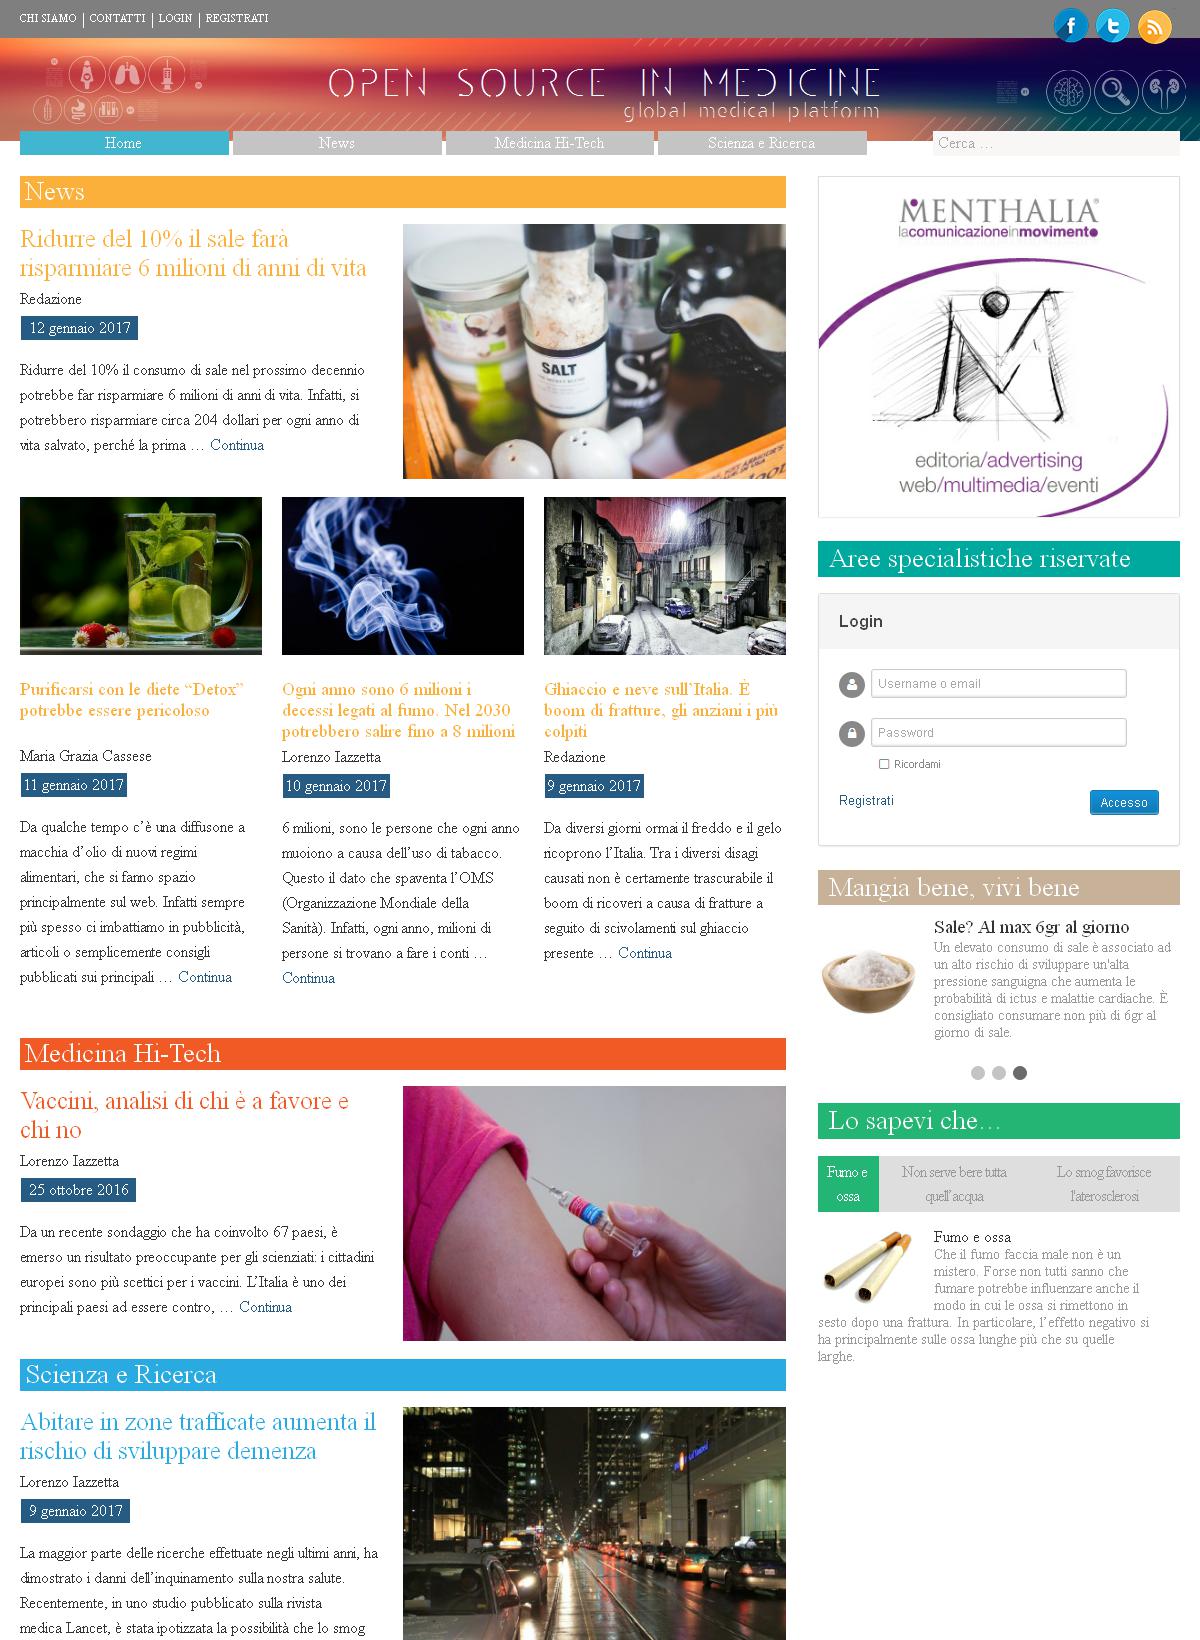 CHI SIAMO | CONTATTI | LOGIN | REGISTRATI
OPEN SOURCE IN MEDICINE
global medical platform
Home
News
Medicina Hi-Tech
Scienza e Ricerca
Cerca …
News
Ridurre del 10% il sale farà
risparmiare 6 milioni di anni di vita
Redazione
12 gennaio 2017
Ridurre del 10% il consumo di sale nel prossimo decennio
potrebbe far risparmiare 6 milioni di anni di vita. Infatti, si
potrebbero risparmiare circa 204 dollari per ogni anno di
vita salvato, perché la prima … Continua
SALT
S
Purificarsi con le diete “Detox”
potrebbe essere pericoloso
Maria Grazia Cassese
11 gennaio 2017
Da qualche tempo c’è una diffusone a
macchia d’olio di nuovi regimi
alimentari, che si fanno spazio
principalmente sul web. Infatti sempre
più spesso ci imbattiamo in pubblicità,
articoli o semplicemente consigli
pubblicati sui principali … Continua
Ogni anno sono 6 milioni i
decessi legati al fumo. Nel 2030
potrebbero salire fino a 8 milioni
Lorenzo Iazzetta
10 gennaio 2017
6 milioni, sono le persone che ogni anno
muoiono a causa dell’uso di tabacco.
Questo il dato che spaventa l’OMS
(Organizzazione Mondiale della
Sanità). Infatti, ogni anno, milioni di
persone si trovano a fare i conti …
Continua
Ghiaccio e neve sull’Italia. È
boom di fratture, gli anziani i più
colpiti
Redazione
9 gennaio 2017
Da diversi giorni ormai il freddo e il gelo
ricoprono l’Italia. Tra i diversi disagi
causati non è certamente trascurabile il
boom di ricoveri a causa di fratture a
seguito di scivolamenti sul ghiaccio
presente … Continua
Medicina Hi-Tech
Vaccini, analisi di chi è a favore e
chi no
Lorenzo Iazzetta
25 ottobre 2016
Da un recente sondaggio che ha coinvolto 67 paesi, è
emerso un risultato preoccupante per gli scienziati: i cittadini
europei sono più scettici per i vaccini. L’Italia è uno dei
principali paesi ad essere contro, … Continua
Scienza e Ricerca
Abitare in zone trafficate aumenta il
rischio di sviluppare demenza
Lorenzo Iazzetta
9 gennaio 2017
La maggior parte delle ricerche effettuate negli ultimi anni, ha
dimostrato i danni dell’inquinamento sulla nostra salute.
Recentemente, in uno studio pubblicato sulla rivista
medica Lancet, è stata ipotizzata la possibilità che lo smog
MENTHALIA®
lacomunicazioneinmovimento
editoria/advertising
web/multimedia/eventi
Aree specialistiche riservate
Login
Username o email
Password
Ricordami
Registrati
Accesso
Mangia bene, vivi bene
Sale? Al max 6gr al giorno
Un elevato consumo di sale è associato ad
un alto rischio di sviluppare un'alta
pressione sanguigna che aumenta le
probabilità di ictus e malattie cardiache. È
consigliato consumare non più di 6gr al
giorno di sale.
Lo sapevi che…
Fumo e
ossa
Non serve bere tutta
quell’acqua
Lo smog favorisce
l'aterosclerosi
Fumo e ossa
Che il fumo faccia male non è un
mistero. Forse non tutti sanno che
fumare potrebbe influenzare anche il
modo in cui le ossa si rimettono in
sesto dopo una frattura. In particolare, l’effetto negativo si
ha principalmente sulle ossa lunghe più che su quelle
larghe.